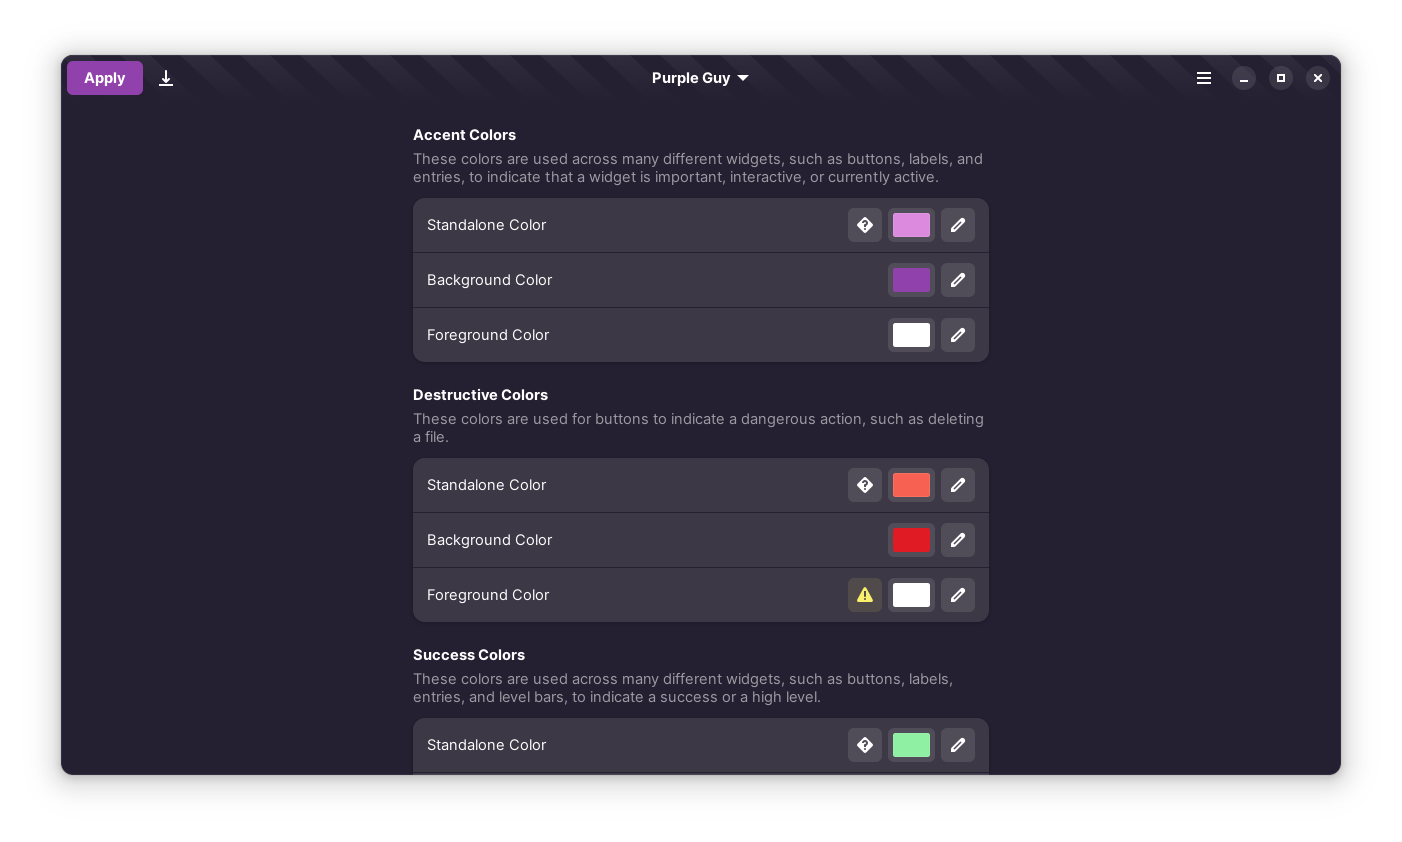 Apply
Purple Guy
Accent Colors
These colors are used across many different widgets, such as buttons, labels, and
entries, to indicate that a widget is important, interactive, or currently active.
Standalone Color
Background Color
Foreground Color
Destructive Colors
These colors are used for buttons to indicate a dangerous action, such as deleting
a file.
Standalone Color
Background Color
Foreground Color
Success Colors
These colors are used across many different widgets, such as buttons, labels,
entries, and level bars, to indicate a success or a high level.
Standalone Color